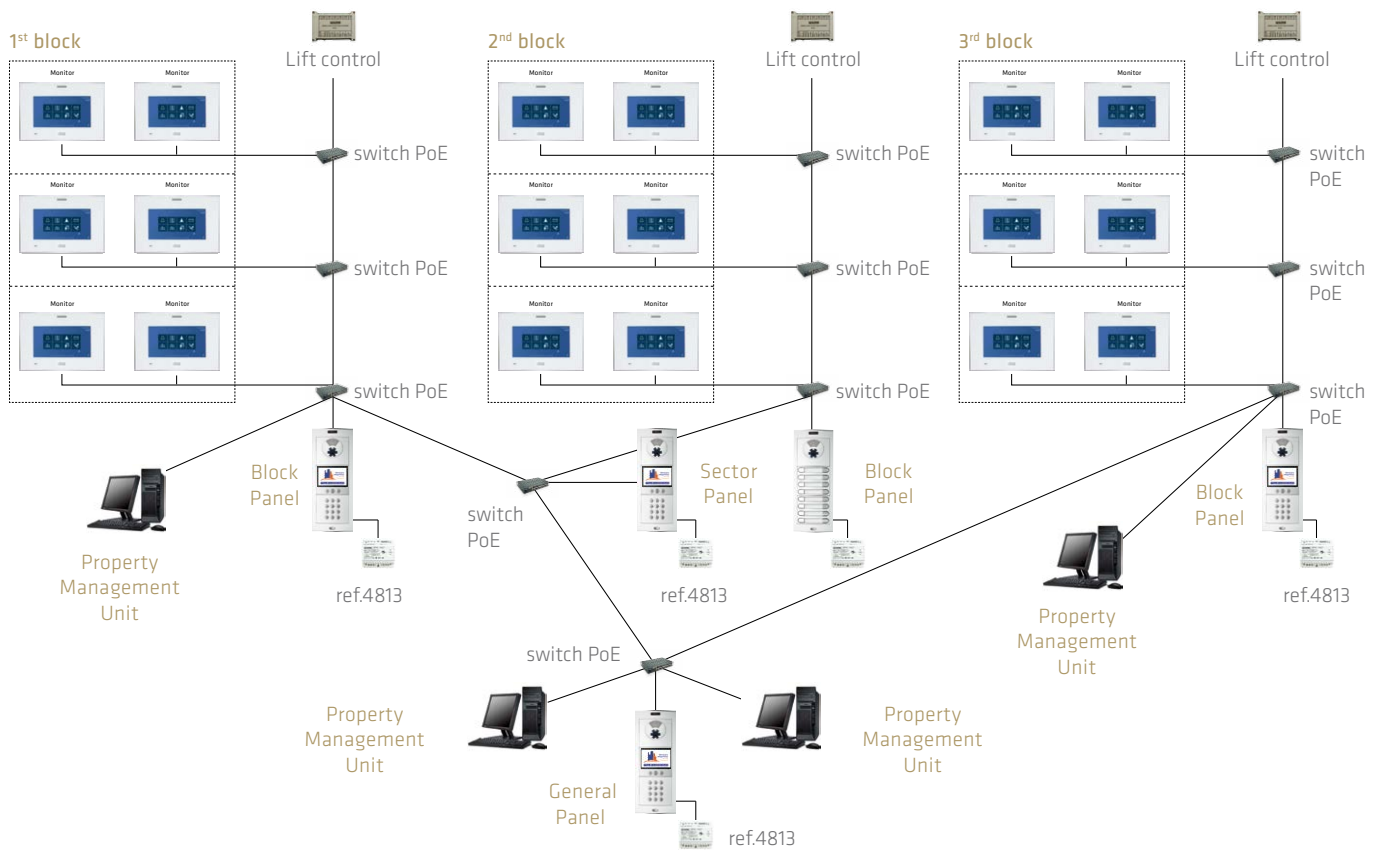 1st block
Lift control
Monitor Monitor
switch PoE
Monitor Monitor
switch PoE
Monitor Monitor
switch PoE
2nd block
Lift control
Monitor Monitor
switch PoE
Monitor Monitor
switch PoE
Monitor Monitor
switch PoE
3rd block
Lift control
Monitor Monitor
switch
PoE
Monitor Monitor
switch
PoE
Monitor Monitor
switch
PoE
Property
Management
Unit
Block
Panel
ref.4813
switch
PoE
Sector
Panel
ref.4813
Block
Panel
Property
Management
Unit
Block
Panel
ref.4813
switch PoE
Property
Management
Unit
General
Panel
ref.4813
Property
Management
Unit